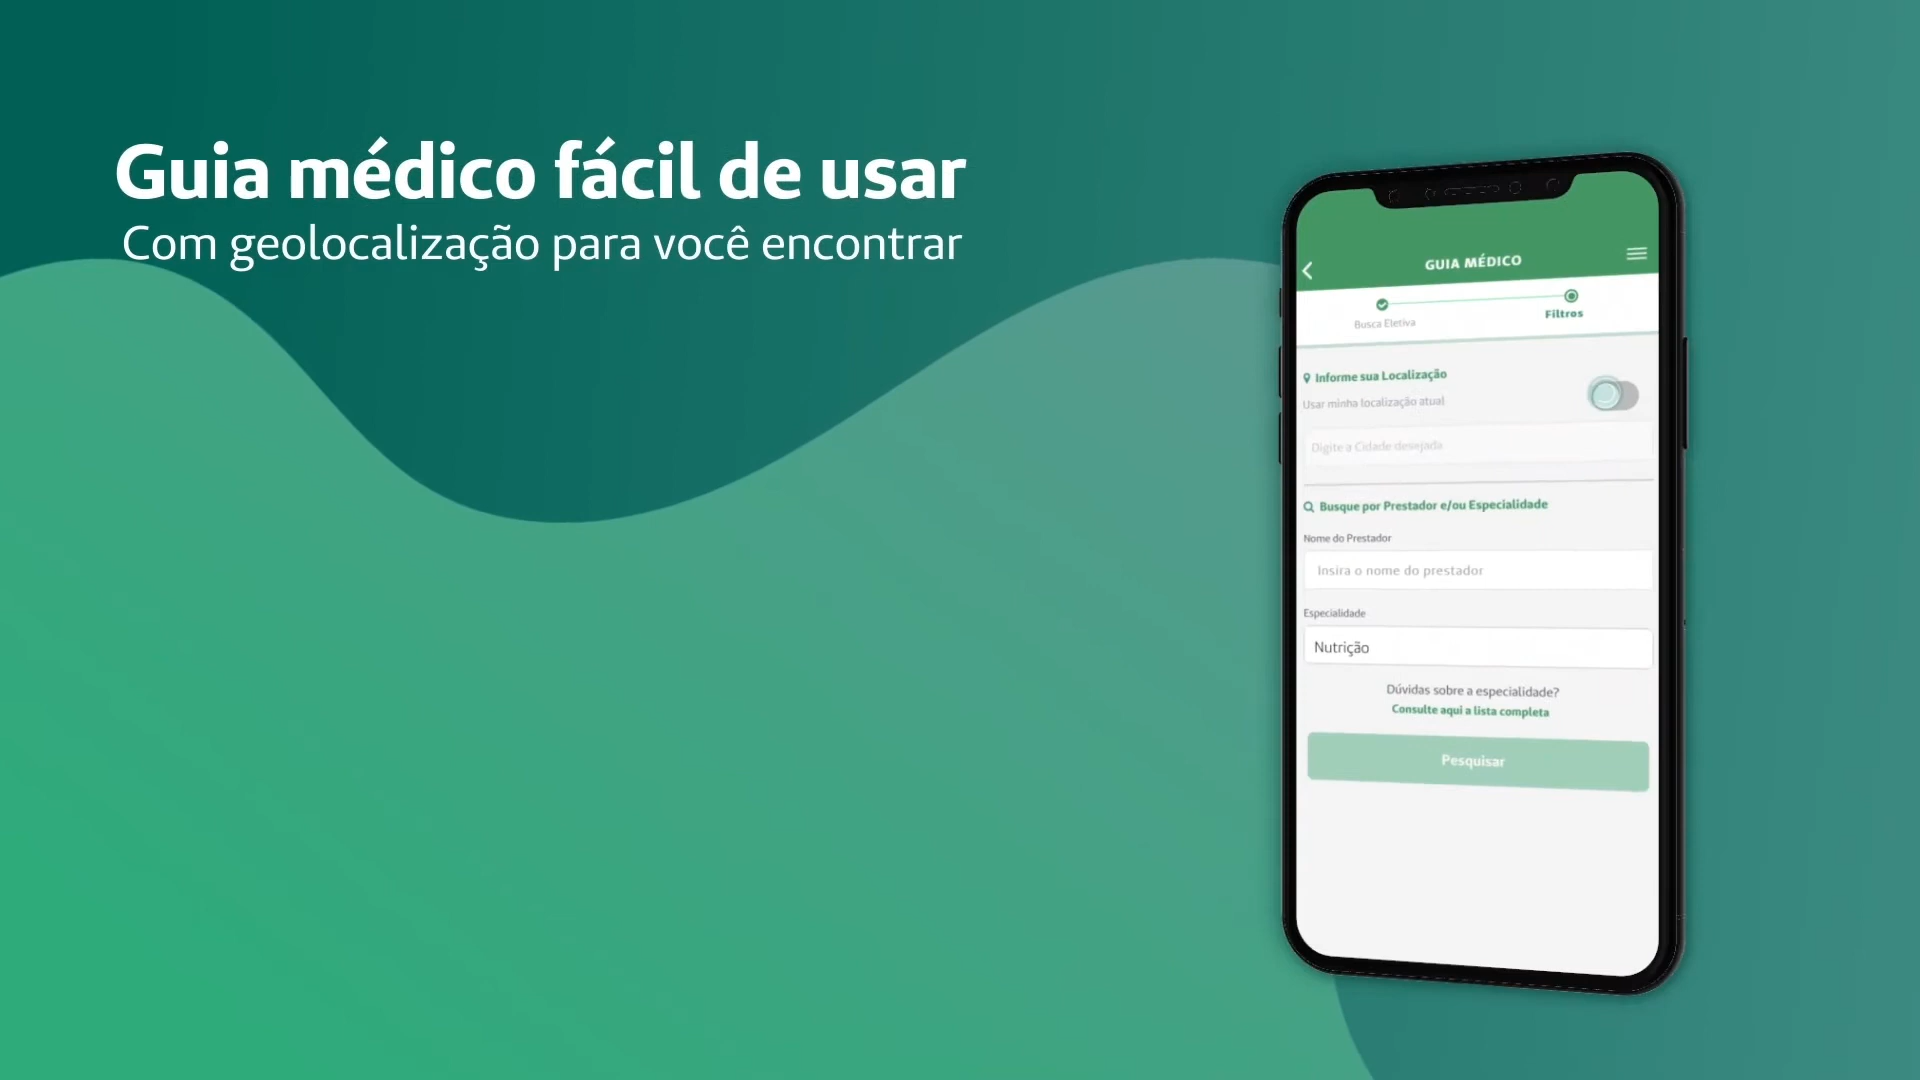 Guia médico fácil de usar
Com geolocalização para você encontrar
GUIA MÉDICO
Busca Eletiva
Filtros
Informe sua Localização
Usar minha localização atual
Digite a Cidade desejada
Busque por Prestador e/ou Especialidade
Nome do Prestador
Insira o nome do prestador
Especialidade
Nutrição
Dúvidas sobre a especialidade?
Consulte aqui a lista completa
Pesquisar